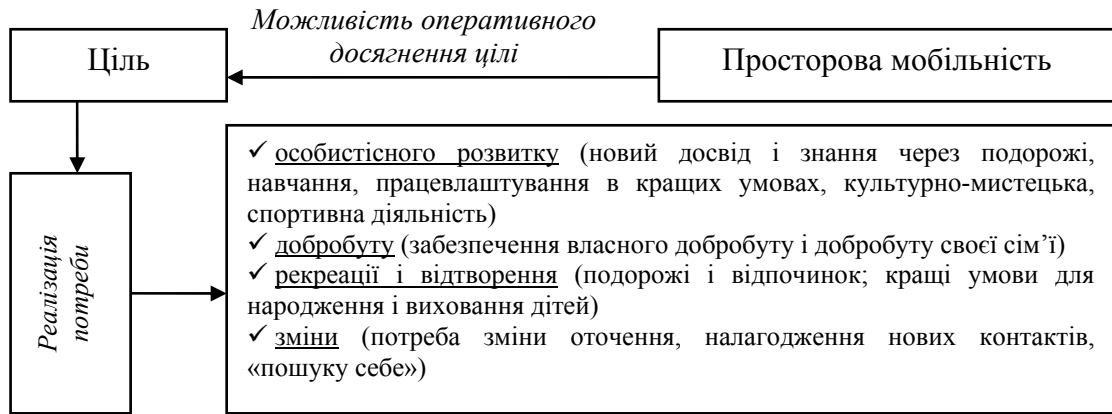 Можливість оперативного
досягнення цілі
Ціль
Просторова мобільність
Реалізація
потреби
✓ особистісного розвитку (новий досвід і знання через подорожі,
навчання, працевлаштування в кращих умовах, культурно-мистецька,
спортивна діяльність)
✓ добробуту (забезпечення власного добробуту і добробуту своєї сім’ї)
✓ рекреації і відтворення (подорожі і відпочинок; кращі умови для
народження і виховання дітей)
✓ зміни (потреба зміни оточення, налагодження нових контактів,
«пошуку себе»)